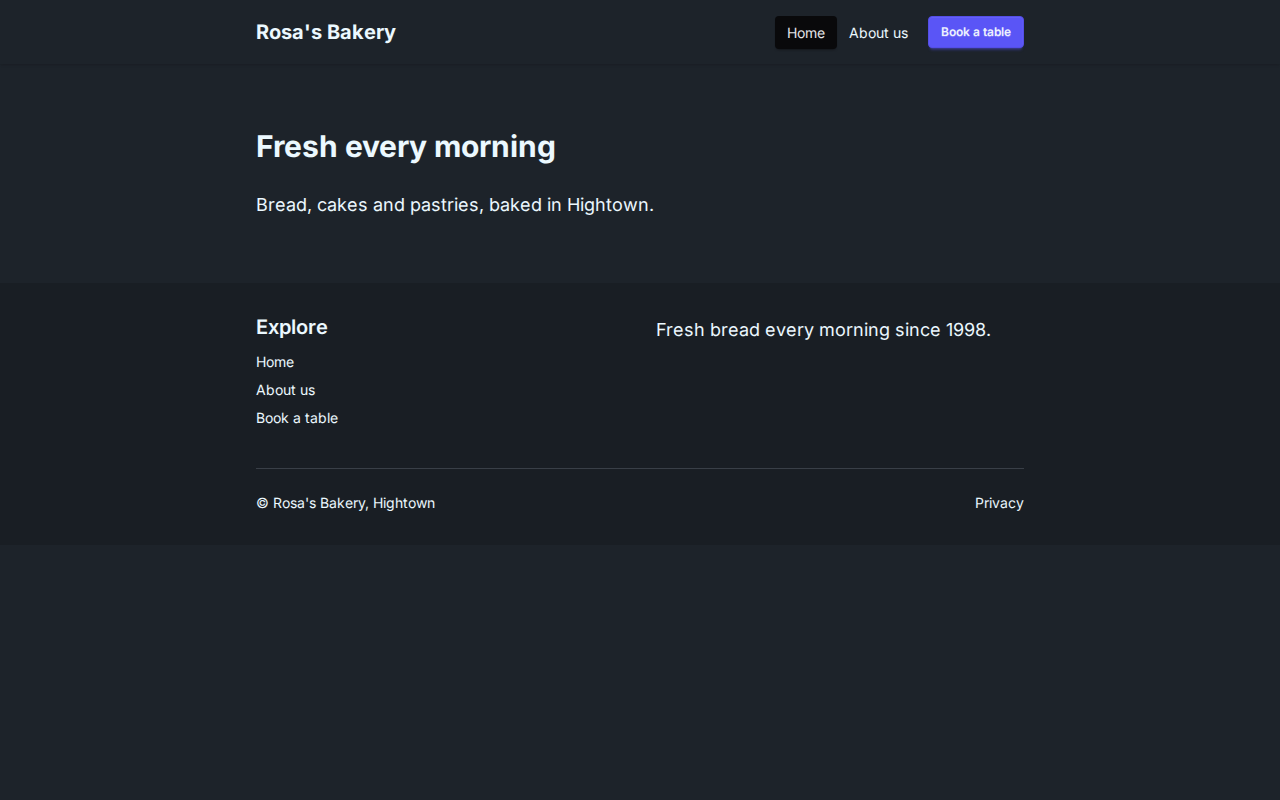 Rosa's Bakery
Home
About us
Book a table
Fresh every morning
Bread, cakes and pastries, baked in Hightown.
Explore
Home
About us
Book a table
Fresh bread every morning since 1998.
© Rosa's Bakery, Hightown
Privacy